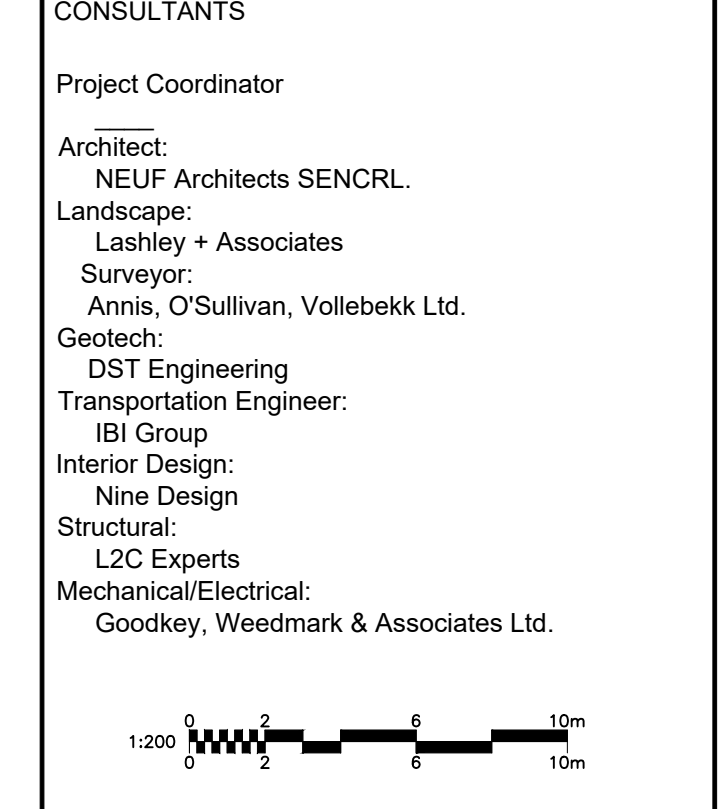 CONSULTANTS
Project Coordinator
____
Architect:
NEUF Architects SENCRL.
Landscape:
Lashley + Associates
Surveyor:
Annis, O'Sullivan, Vollebekk Ltd.
Geotech:
DST Engineering
Transportation Engineer:
IBI Group
Interior Design:
Nine Design
Structural:
L2C Experts
Mechanical/Electrical:
Goodkey, Weedmark & Associates Ltd.
0 2 6 10m
1:200
0 2 6 10m